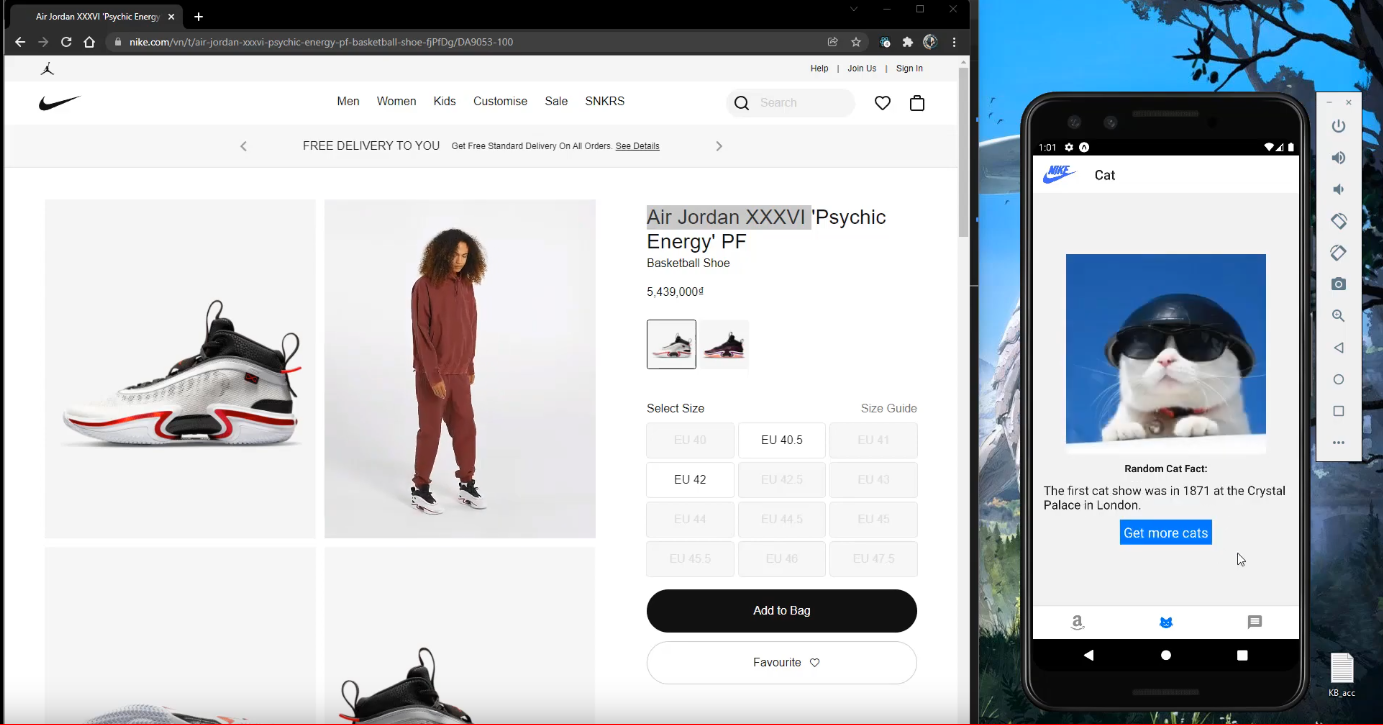 Air Jordan XXXVI 'Psychic Energy
nike.com/vn/t/air-jordan-xxxvi-psychic-energy-pf-basketball-shoe-fjPfDg/DA9053-100
Help | Join Us | Sign In
Men Women Kids Customise Sale SNKRS
Search
FREE DELIVERY TO YOU Get Free Standard Delivery On All Orders. See Details
Air Jordan XXXVI 'Psychic
Energy' PF
Basketball Shoe
5,439,000₫
Select Size Size Guide
EU 40 EU 40.5 EU 41
EU 42 EU 42.5 EU 43
EU 44 EU 44.5 EU 45
EU 45.5 EU 46 EU 47.5
Add to Bag
Favourite
1:01
NIKE Cat
Random Cat Fact:
The first cat show was in 1871 at the Crystal
Palace in London.
Get more cats
KB_acc